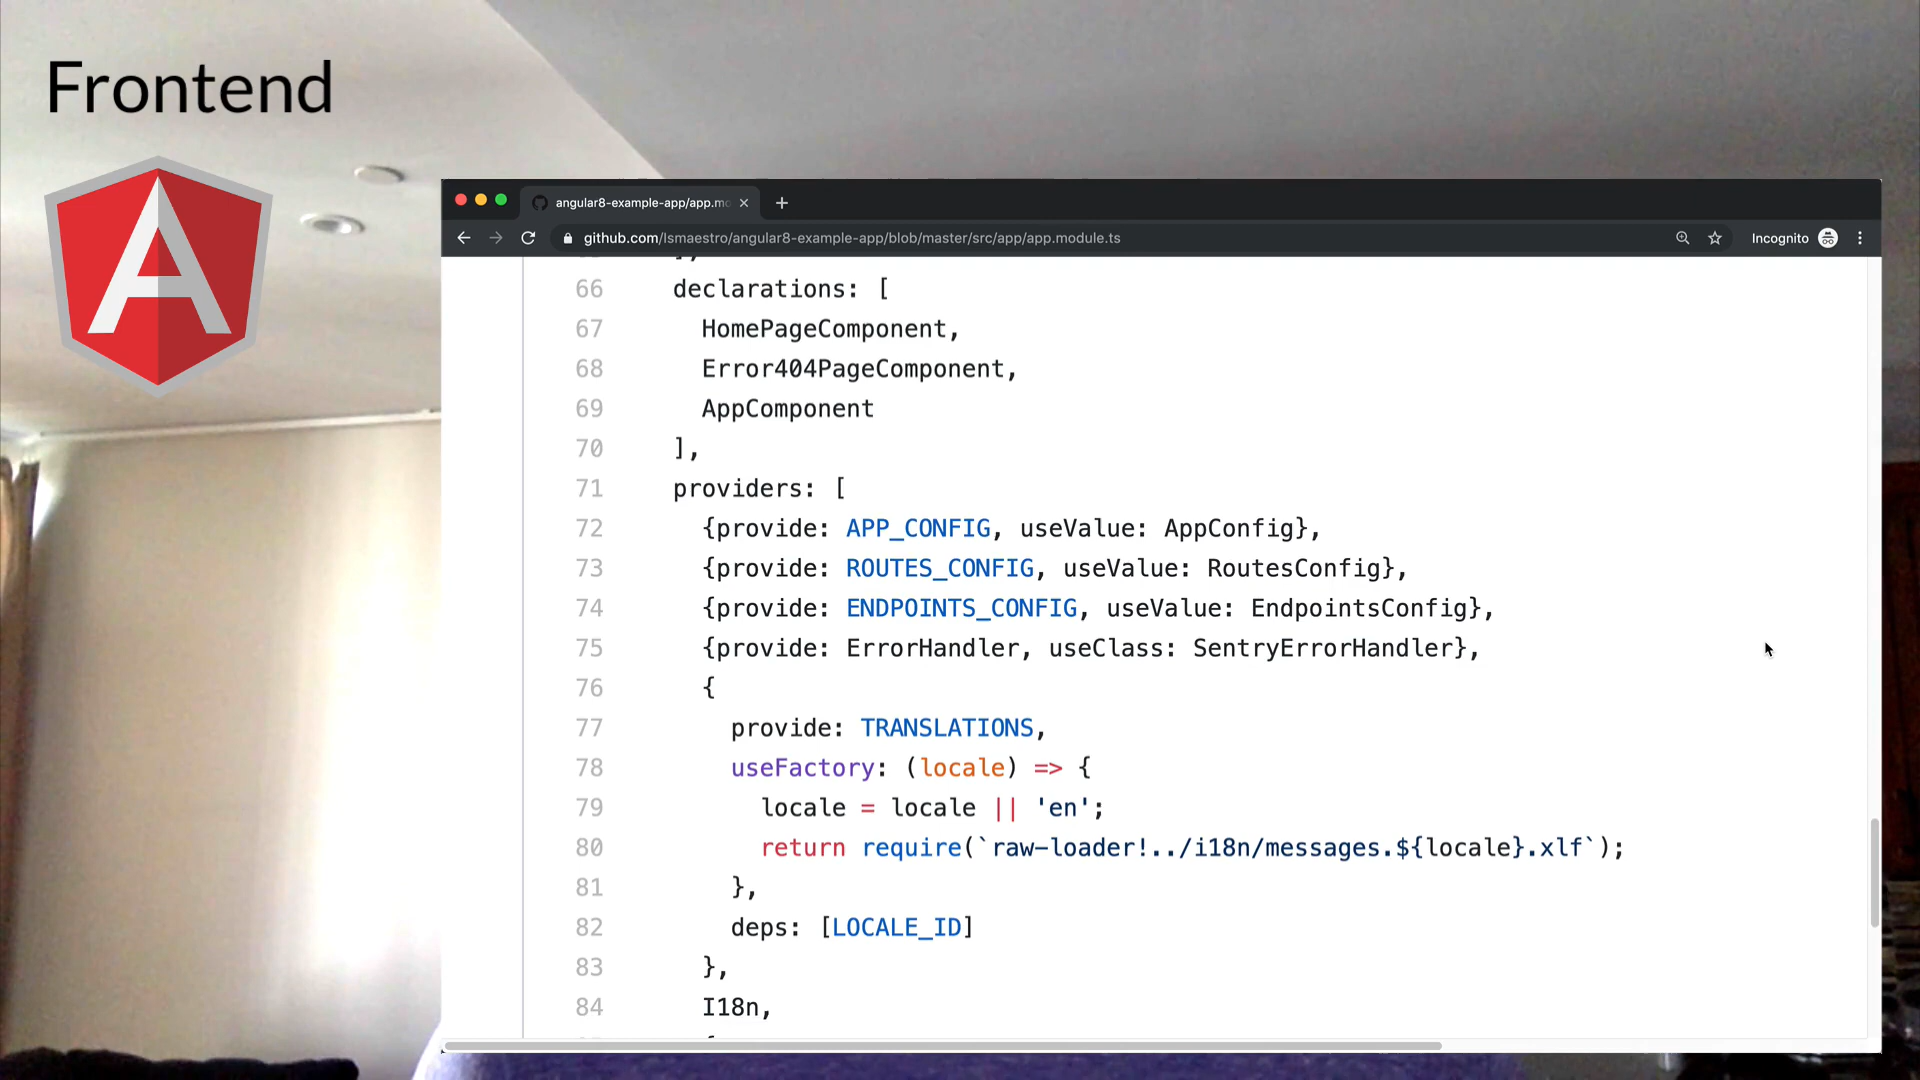 Frontend
angular8-example-app/app.mo
github.com/Ismaestro/angular8-example-app/blob/master/src/app/app.module.ts
Incognito
66 declarations: [
67 HomePageComponent,
68 Error404PageComponent,
69 AppComponent
70 ],
71 providers: [
72 {provide: APP_CONFIG, useValue: AppConfig},
73 {provide: ROUTES_CONFIG, useValue: RoutesConfig},
74 {provide: ENDPOINTS_CONFIG, useValue: EndpointsConfig},
75 {provide: ErrorHandler, useClass: SentryErrorHandler},
76 {
77 provide: TRANSLATIONS,
78 useFactory: (locale) => {
79 locale = locale || 'en';
80 return require(`raw-loader!../i18n/messages.${locale}.xlf`);
81 },
82 deps: [LOCALE_ID]
83 },
84 I18n,